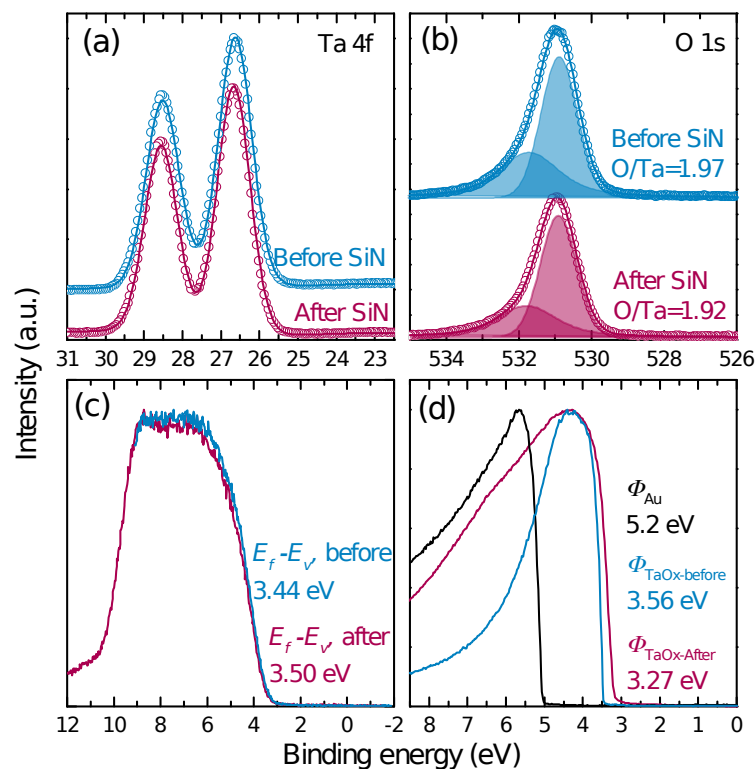 (a)
Ta 4f
Before SiN
After SiN
31 30 29 28 27 26 25 24 23
(b)
O 1s
Before SiN
O/Ta=1.97
After SiN
O/Ta=1.92
534 532 530 528 526
Intensity (a.u.)
(c)
E_f-E_v, before
3.44 eV
E_f-E_v, after
3.50 eV
12 10 8 6 4 2 0 -2
(d)
Φ_Au
5.2 eV
Φ_TaOx-before
3.56 eV
Φ_TaOx-After
3.27 eV
8 7 6 5 4 3 2 1 0
Binding energy (eV)